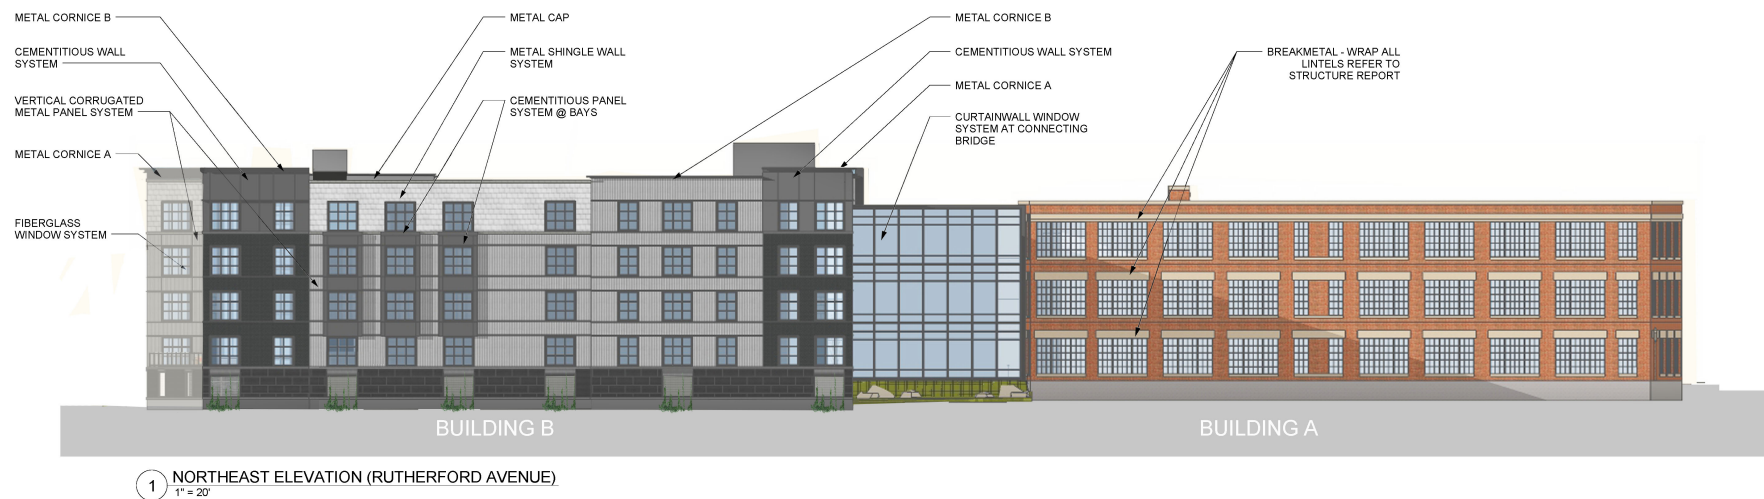 METAL CORNICE B
CEMENTITIOUS WALL
SYSTEM
VERTICAL CORRUGATED
METAL PANEL SYSTEM
METAL CORNICE A
FIBERGLASS
WINDOW SYSTEM
METAL CAP
METAL SHINGLE WALL
SYSTEM
CEMENTITIOUS PANEL
SYSTEM @ BAYS
METAL CORNICE B
CEMENTITIOUS WALL SYSTEM
METAL CORNICE A
CURTAINWALL WINDOW
SYSTEM AT CONNECTING
BRIDGE
BREAKMETAL - WRAP ALL
LINTELS REFER TO
STRUCTURE REPORT
BUILDING B
BUILDING A
1 NORTHEAST ELEVATION (RUTHERFORD AVENUE)
1" = 20'